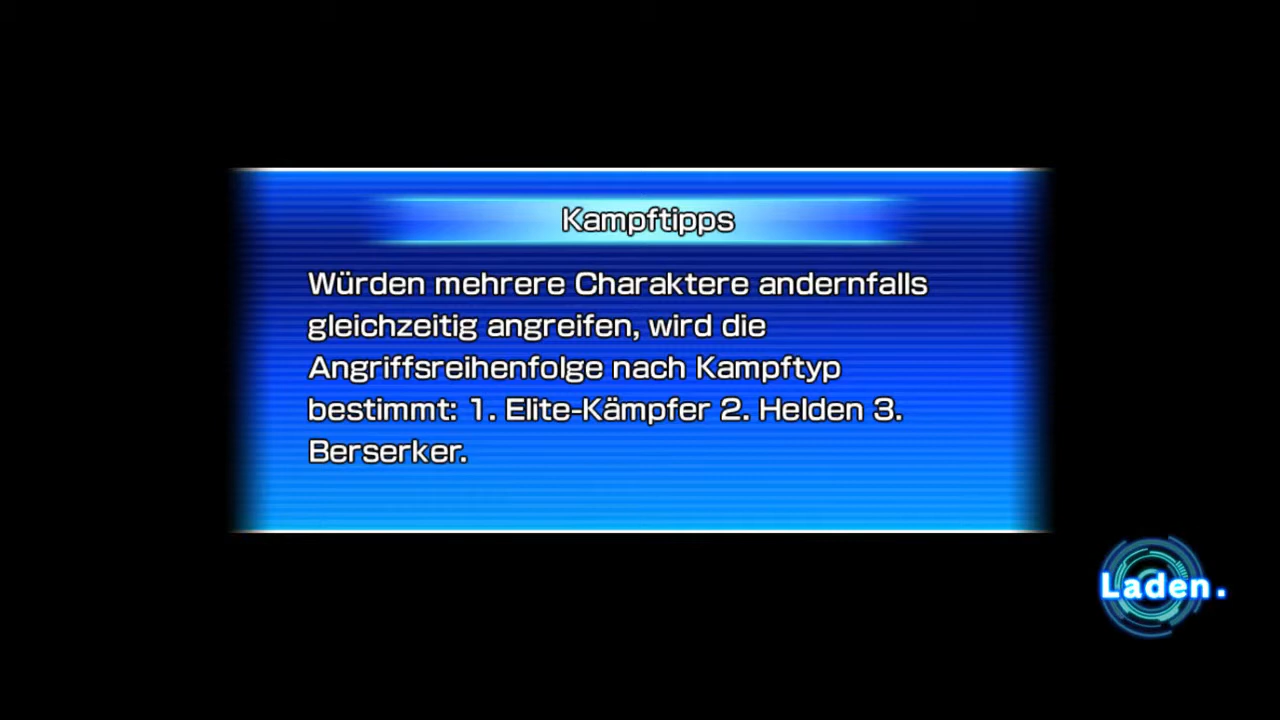 Kampftipps
Würden mehrere Charaktere andernfalls
gleichzeitig angreifen, wird die
Angriffsreihenfolge nach Kampftyp
bestimmt: 1. Elite-Kämpfer 2. Helden 3.
Berserker.
Laden.